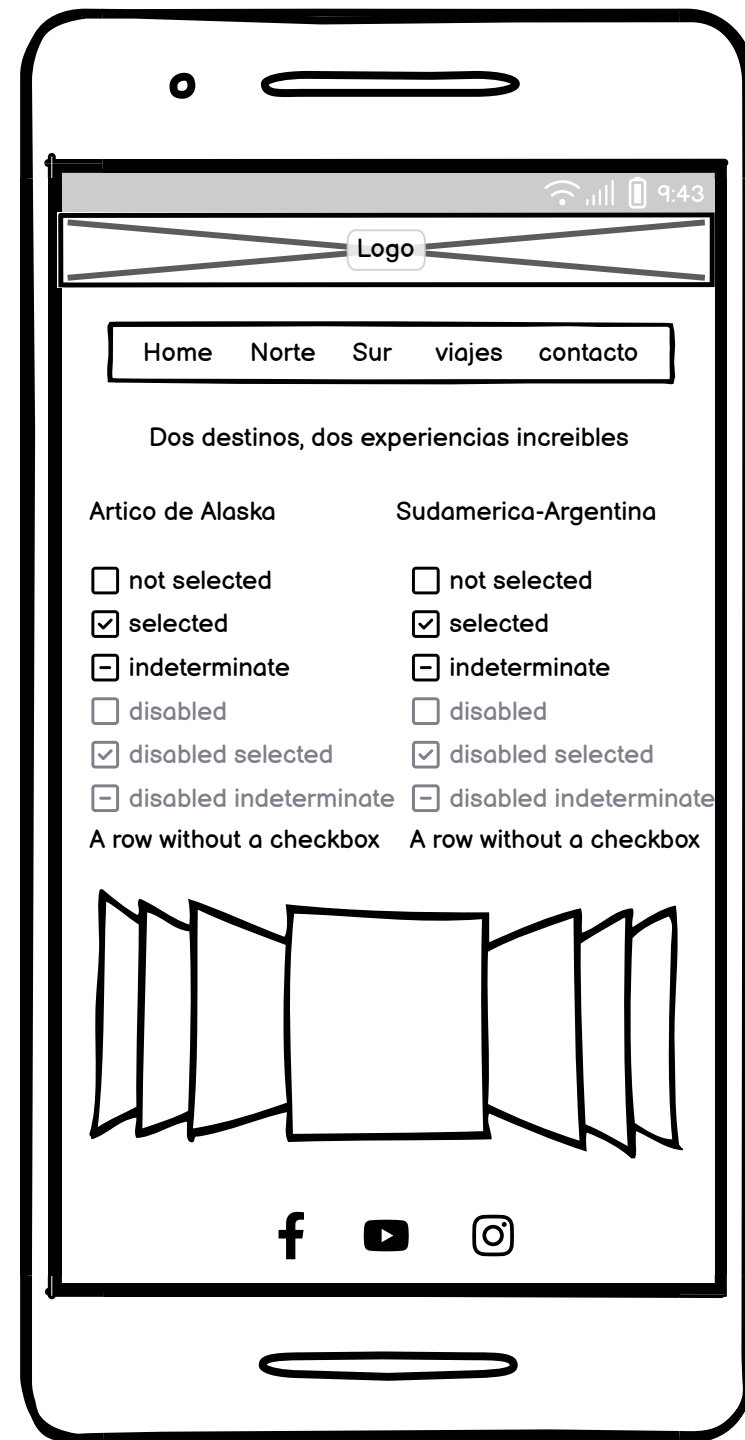 9:43
Logo
Home Norte Sur viajes contacto
Dos destinos, dos experiencias increibles
Artico de Alaska
Sudamerica-Argentina
not selected
selected
indeterminate
disabled
disabled selected
disabled indeterminate
A row without a checkbox
not selected
selected
indeterminate
disabled
disabled selected
disabled indeterminate
A row without a checkbox